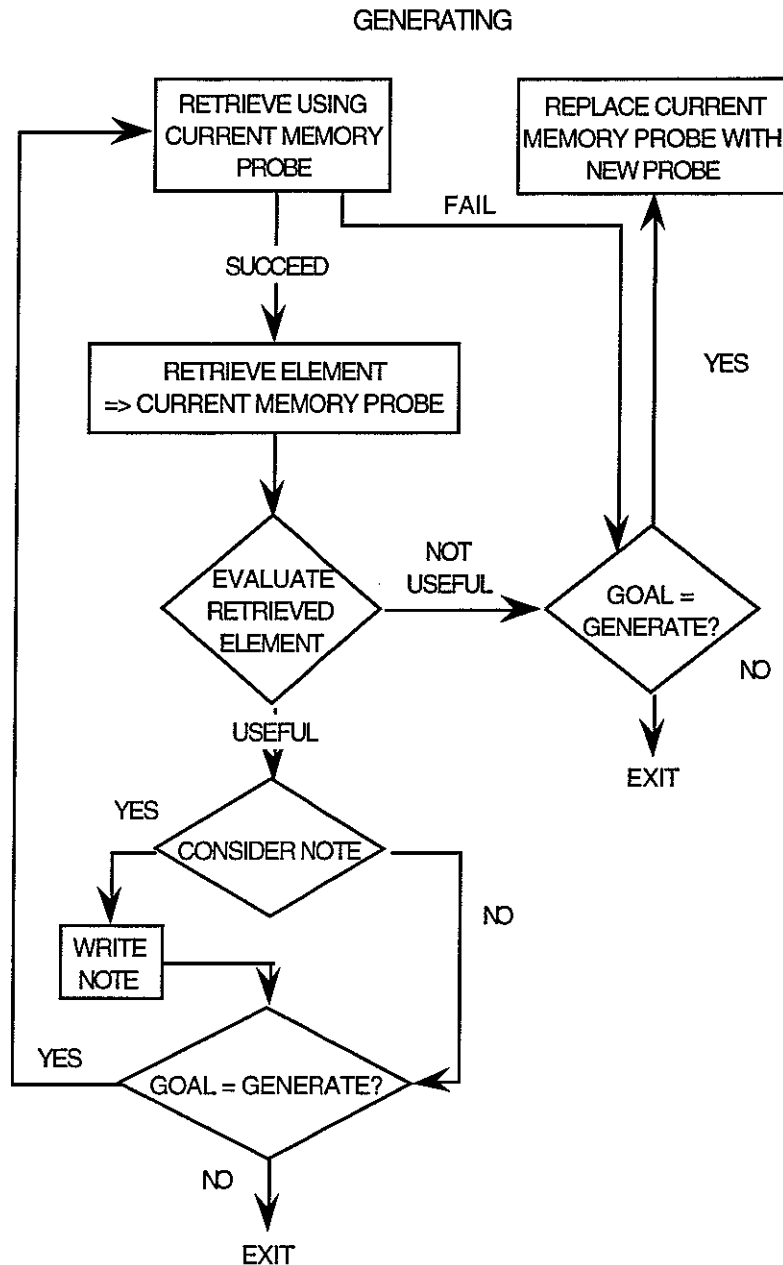 GENERATING
RETRIEVE USING
CURRENT MEMORY
PROBE
REPLACE CURRENT
MEMORY PROBE WITH
NEW PROBE
FAIL
SUCCEED
RETRIEVE ELEMENT
=> CURRENT MEMORY PROBE
YES
EVALUATE
RETRIEVED
ELEMENT
NOT
USEFUL
GOAL =
GENERATE?
NO
EXIT
USEFUL
YES
CONSIDER NOTE
NO
WRITE
NOTE
YES
GOAL = GENERATE?
NO
EXIT